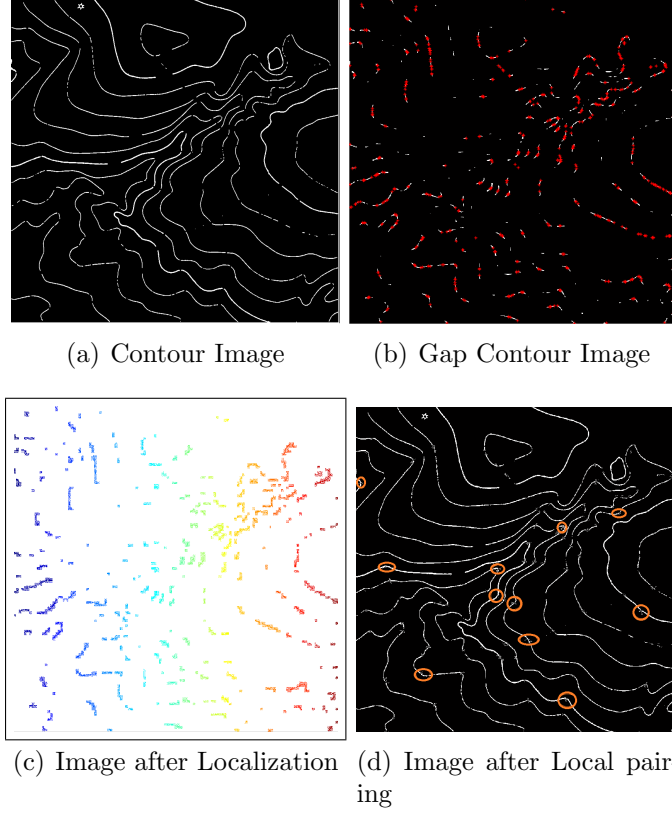 (a) Contour Image
(b) Gap Contour Image
(c) Image after Localization
(d) Image after Local pair
ing